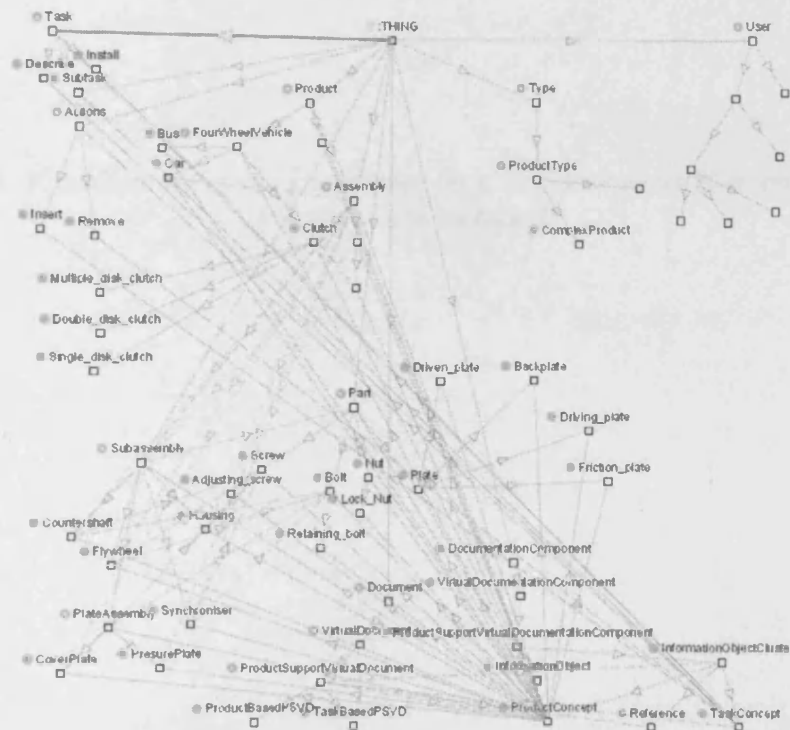 Task
:THING
User
Install
Describe
Subtask
Product
Type
Actions
Bus
FourWheelVehicle
Car
ProductType
Assembly
Insert
Remove
Clutch
ComplexProduct
Multiple_disk_clutch
Double_disk_clutch
Single_disk_clutch
Driven_plate
Backplate
Part
Driving_plate
Subassembly
Screw
Nut
Friction_plate
Adjusting_screw
Bolt
Plate
Lock_Nut
Countershaft
Housing
Retaining_bolt
Flywheel
DocumentationComponent
Document
VirtualDocumentationComponent
PlateAssembly
Synchroniser
ProductSupportVirtualDocumentationComponent
InformationObjectCluste
CoverPlate
PresurePlate
ProductSupportVirtualDocument
InformationObject
ProductBasedPSVD
TaskBasedPSVD
ProductConcept
Reference
TaskConcept